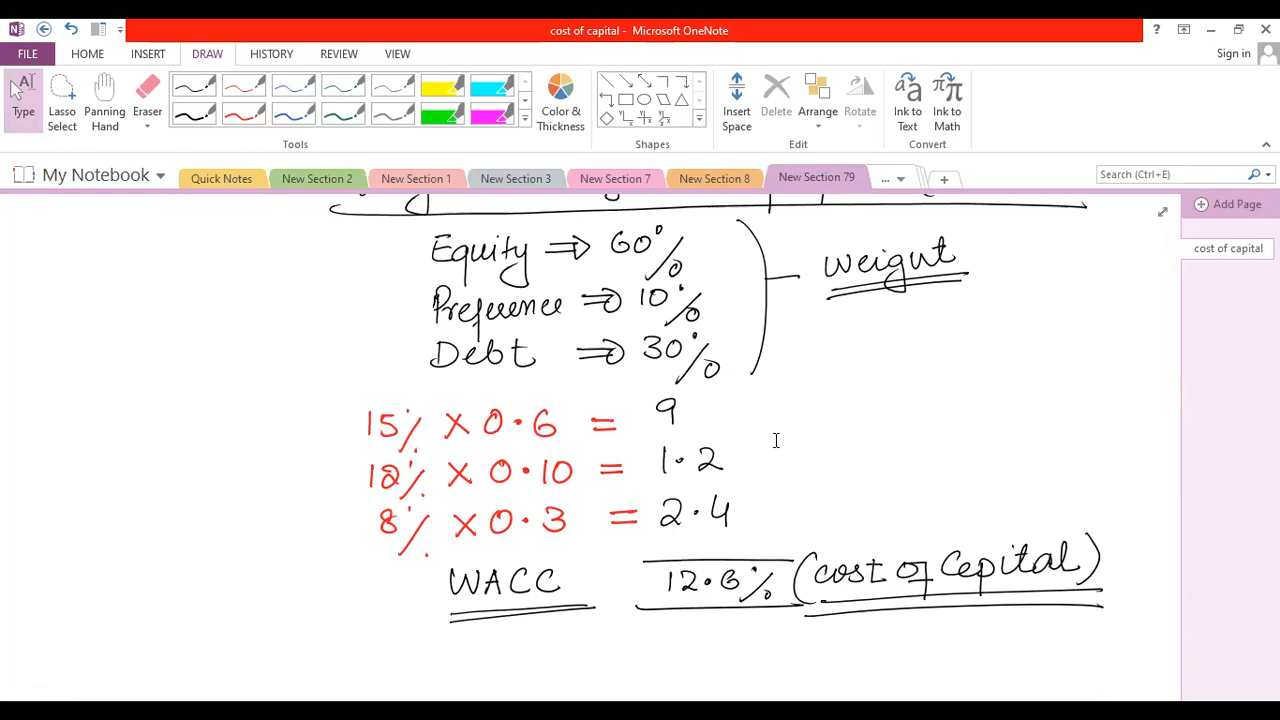 cost of capital - Microsoft OneNote
?
Sign in
FILE HOME INSERT DRAW HISTORY REVIEW VIEW
Type
Lasso Select
Panning Hand
Eraser
Color & Thickness
Insert Space
Delete
Arrange
Rotate
Ink to Text
Ink to Math
Tools Shapes Edit Convert
My Notebook Quick Notes New Section 2 New Section 1 New Section 3 New Section 7 New Section 8 New Section 79 ... Search (Ctrl+E)
Add Page
cost of capital
Equity ⇒ 60%
Preference ⇒ 10%
Debt ⇒ 30%
Weight
15% × 0.6 = 9
12% × 0.10 = 1.2
8% × 0.3 = 2.4
WACC 12.6% (cost of Cepital)